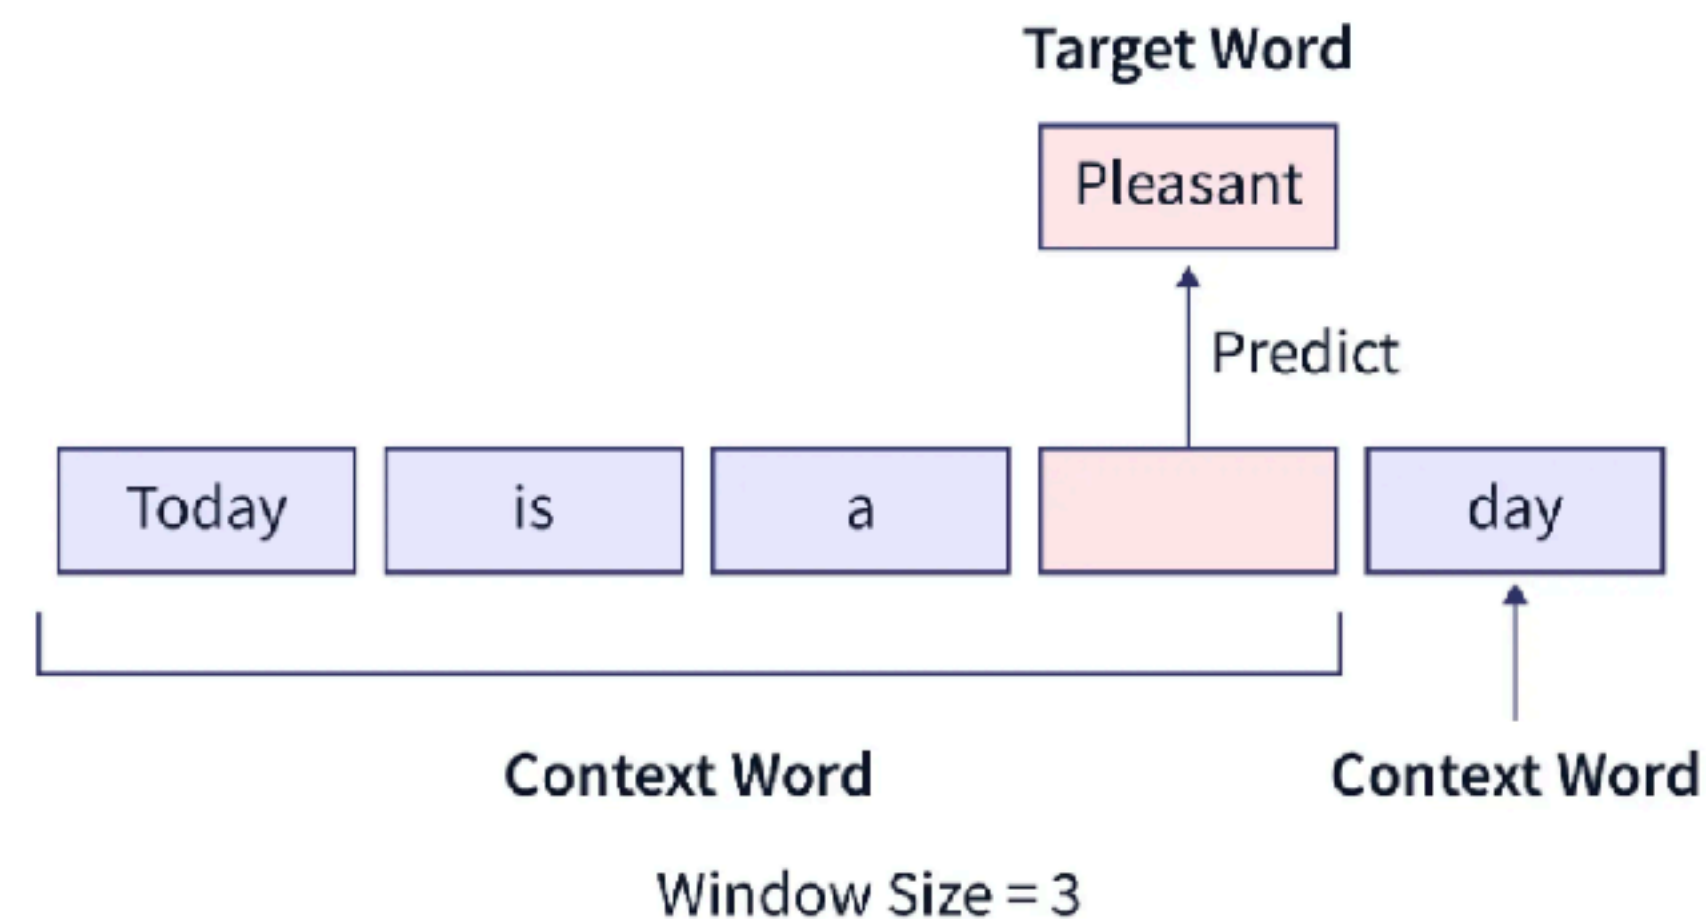 Target Word
Pleasant
Predict
Today is a day
Context Word Context Word
Window Size = 3